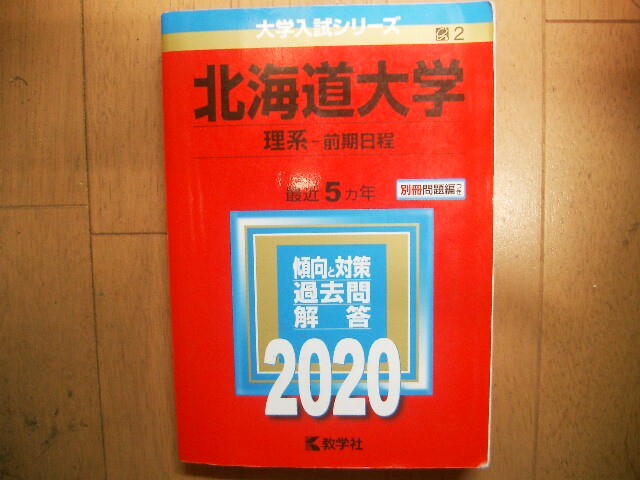 大学入試シリーズ
2
北海道大学
理系-前期日程
最近5カ年
別冊問題編つき
傾向と対策
過去問
解答
2020
教学社